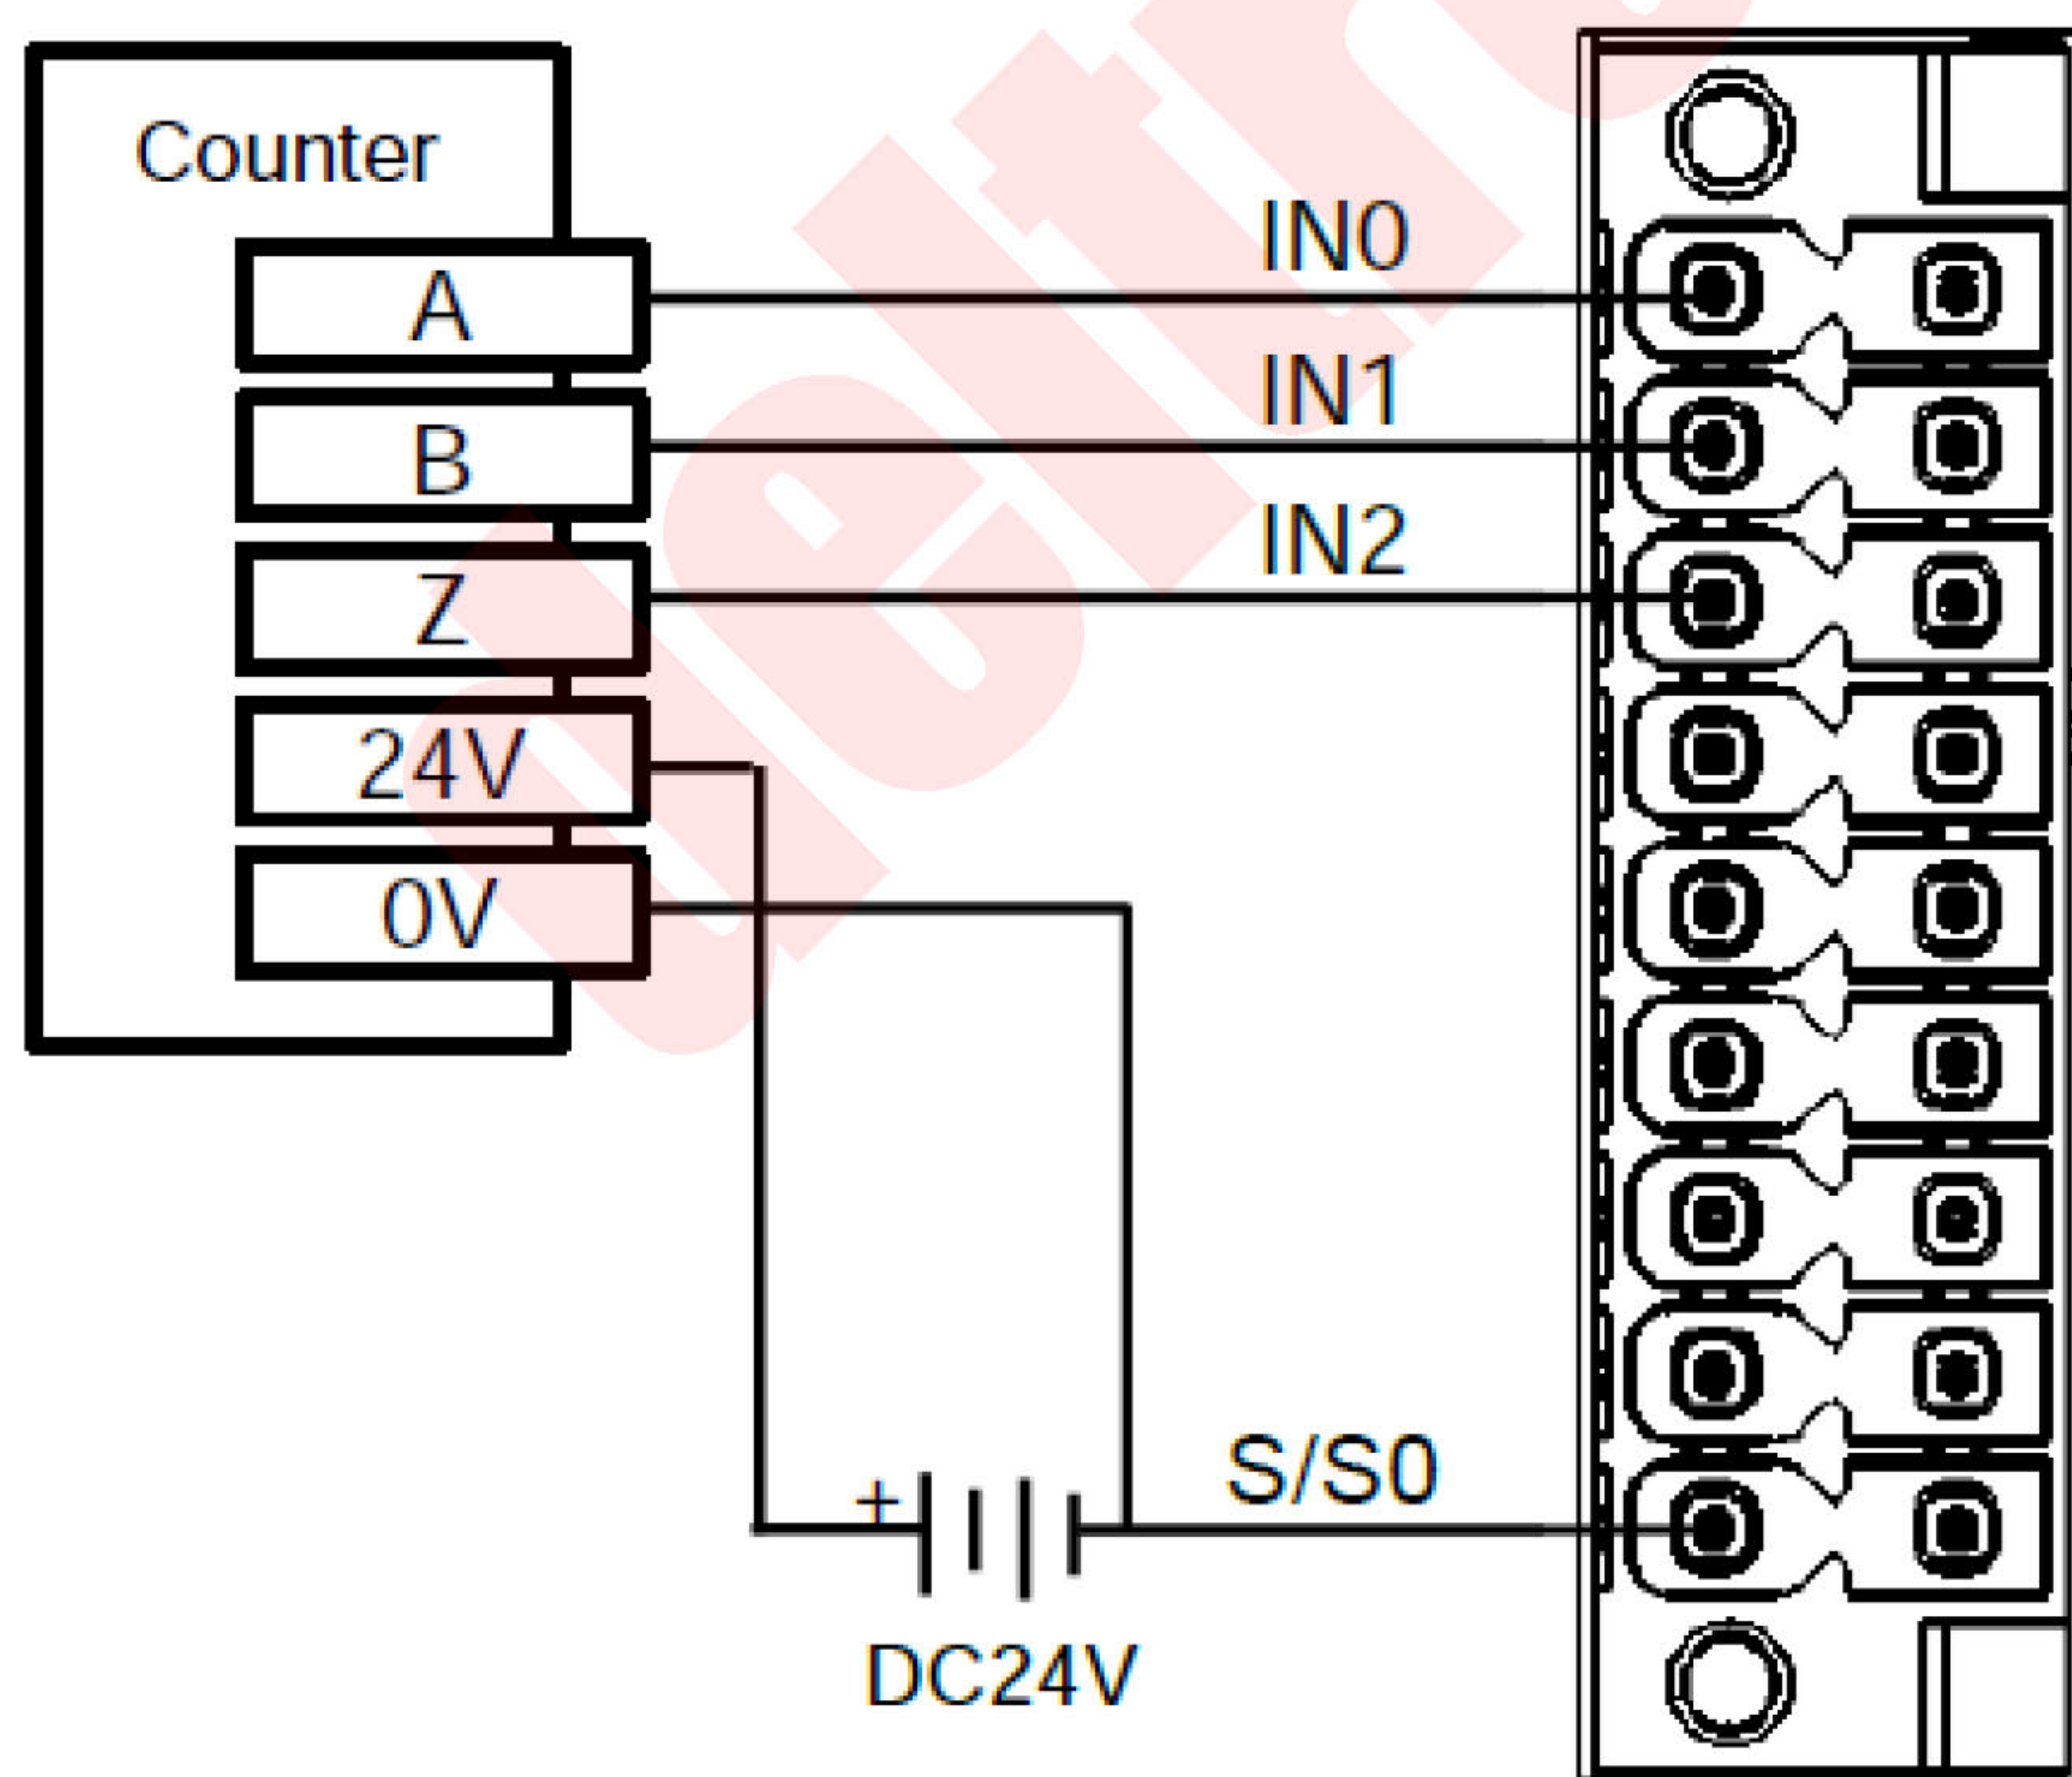 Counter
A
IN0
B
IN1
Z
IN2
24V
0V
S/S0
+
DC24V